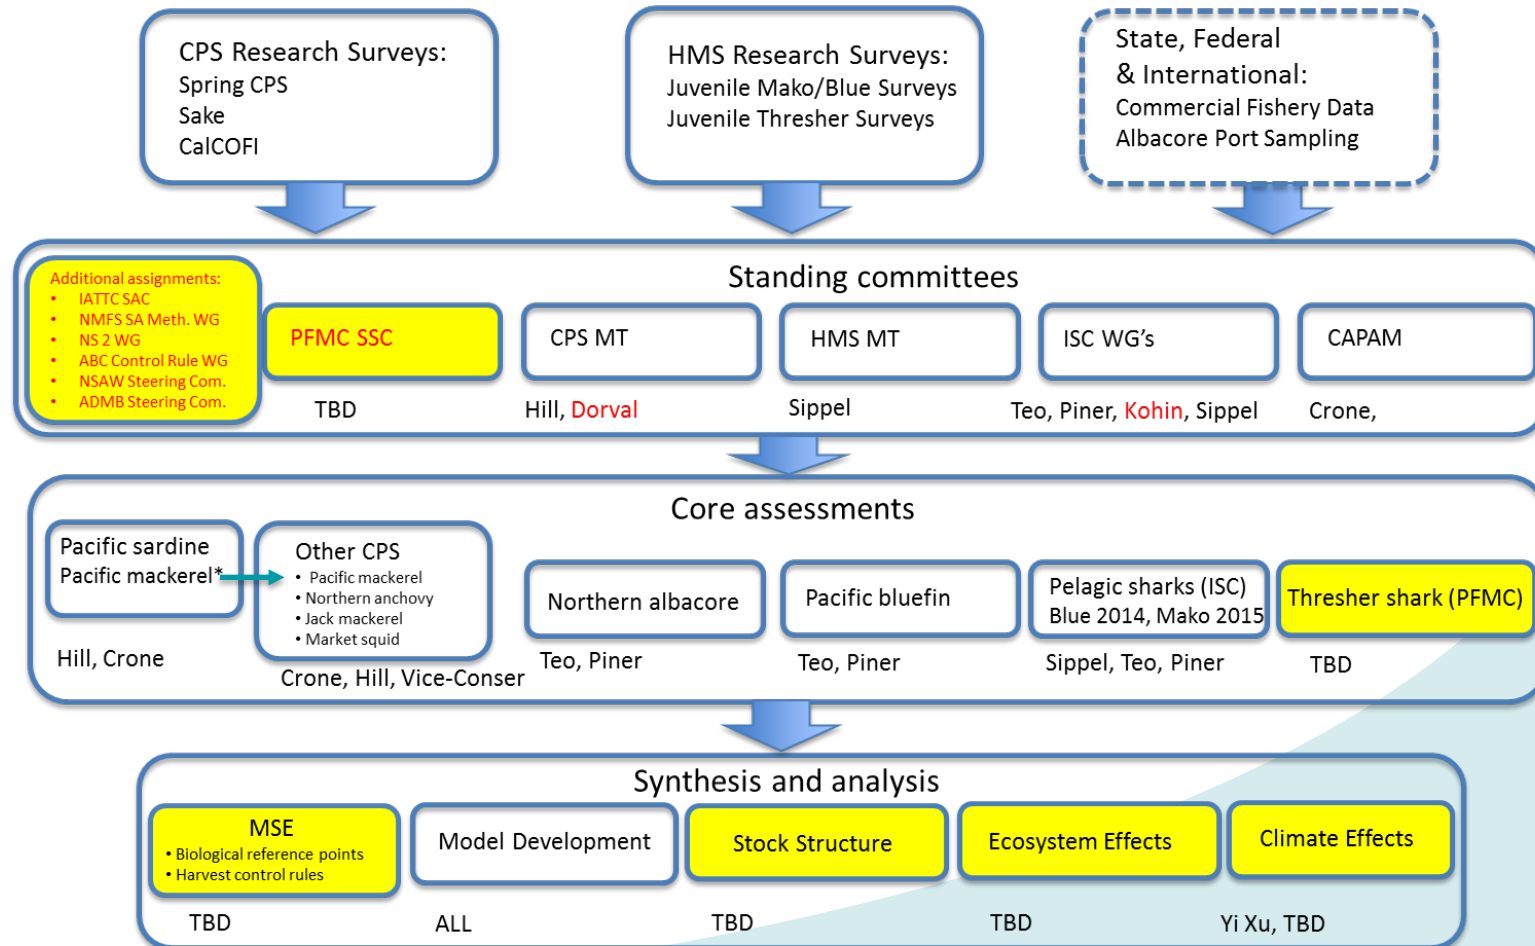 CPS Research Surveys:
Spring CPS
Sake
CalCOFI
HMS Research Surveys:
Juvenile Mako/Blue Surveys
Juvenile Thresher Surveys
State, Federal
& International:
Commercial Fishery Data
Albacore Port Sampling
Standing committees
Additional assignments:
• IATTC SAC
• NMFS SA Meth. WG
• NS 2 WG
• ABC Control Rule WG
• NSAW Steering Com.
• ADMB Steering Com.
PFMC SSC
TBD
CPS MT
Hill, Dorval
HMS MT
Sippel
ISC WG's
Teo, Piner, Kohin, Sippel
CAPAM
Crone,
Core assessments
Pacific sardine
Pacific mackerel*
Hill, Crone
Other CPS
• Pacific mackerel
• Northern anchovy
• Jack mackerel
• Market squid
Crone, Hill, Vice-Conser
Northern albacore
Teo, Piner
Pacific bluefin
Teo, Piner
Pelagic sharks (ISC)
Blue 2014, Mako 2015
Sippel, Teo, Piner
Thresher shark (PFMC)
TBD
Synthesis and analysis
MSE
• Biological reference points
• Harvest control rules
TBD
Model Development
ALL
Stock Structure
TBD
Ecosystem Effects
TBD
Climate Effects
Yi Xu, TBD